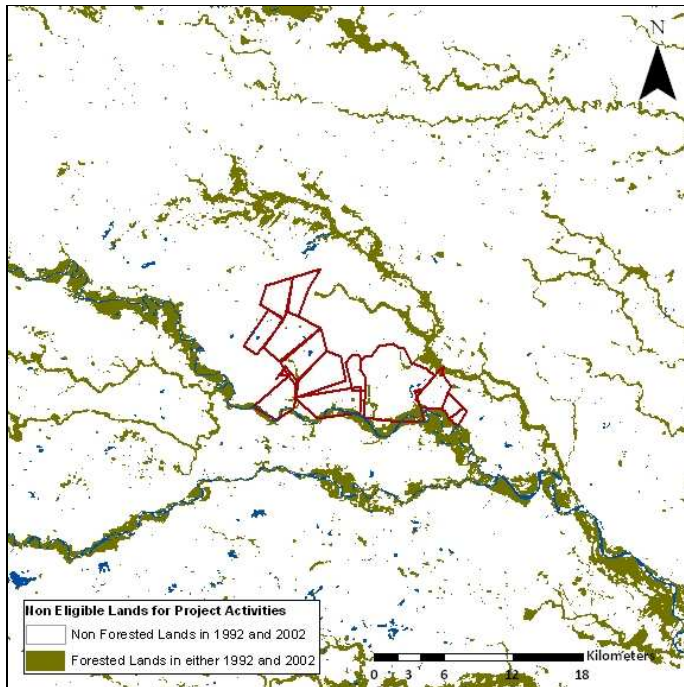 N
Non Eligible Lands for Project Activities
Non Forested Lands in 1992 and 2002
Forested Lands in either 1992 and 2002
Kilometers
0 3 6 12 18